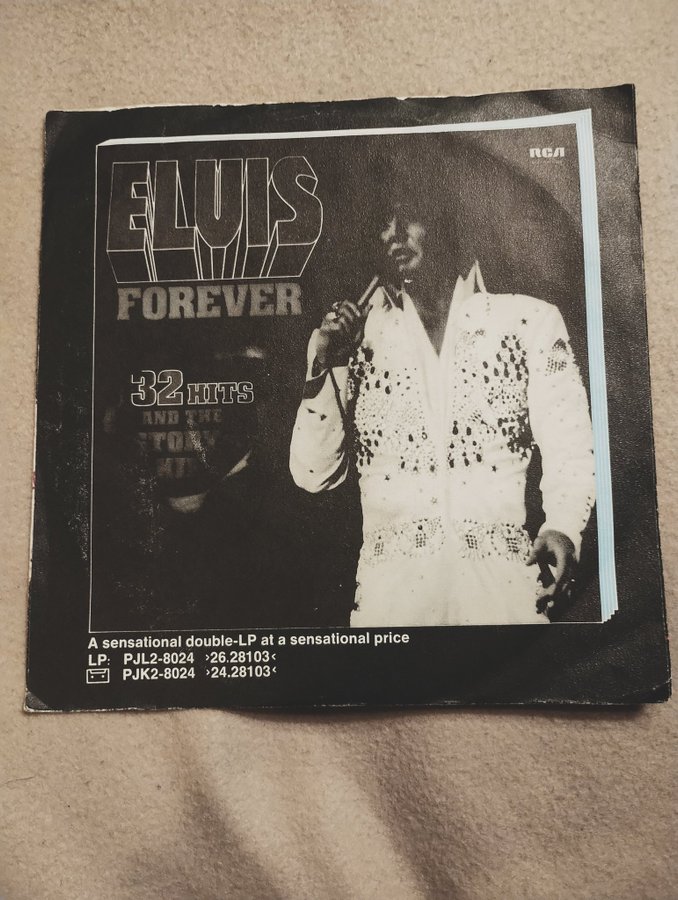 RCA
ELVIS
FOREVER
32 HITS
AND THE
STORY
A sensational double-LP at a sensational price
LP: PJL2-8024 ›26.28103‹
PJK2-8024 ›24.28103‹